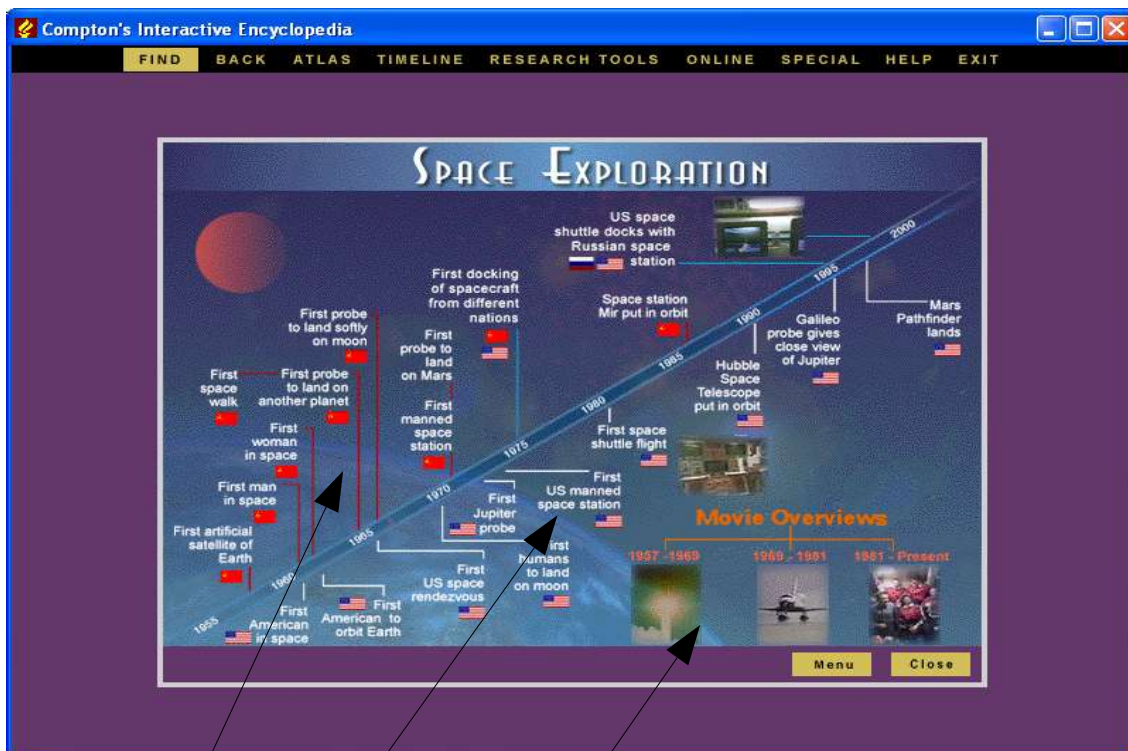 Compton's Interactive Encyclopedia
FIND BACK ATLAS TIMELINE RESEARCH TOOLS ONLINE SPECIAL HELP EXIT
SPACE EXPLORATION
US space
shuttle docks with
Russian space
station
2000
1995
First docking
of spacecraft
from different
nations
Space station
Mir put in orbit
1990
Galileo
probe gives
close view
of Jupiter
Mars
Pathfinder
lands
First probe
to land softly
on moon
First
probe to
land
on Mars
1985
Hubble
Space
Telescope
put in orbit
First
space
walk
First probe
to land on
another planet
First
manned
space
station
1980
First space
shuttle flight
First
woman
in space
1975
First
US manned
space station
First man
in space
1970
First
Jupiter
probe
First artificial
satellite of
Earth
1965
First
US space
rendezvous
First
humans
to land
on moon
1960
First
American
in space
First
American to
orbit Earth
1955
Movie Overviews
1957 -1969
1969 - 1981
1981 - Present
Menu
Close